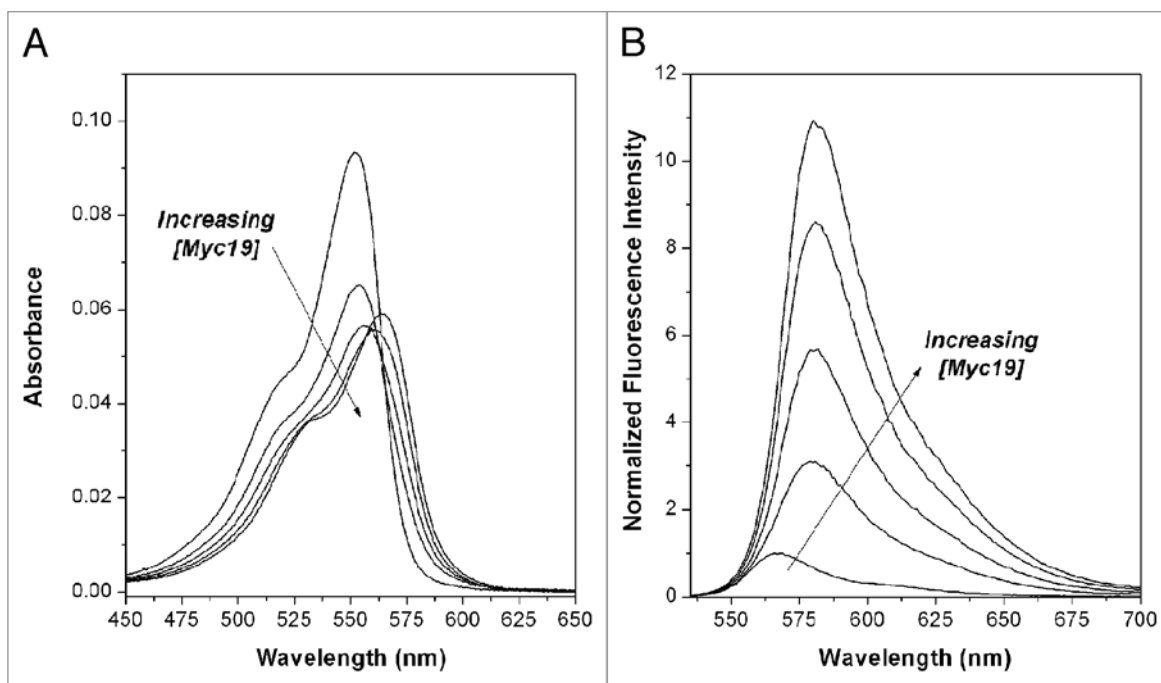 A
Absorbance
0.10
0.08
0.06
0.04
0.02
0.00
Increasing
[Myc19]
450 475 500 525 550 575 600 625 650
Wavelength (nm)
B
Normalized Fluorescence Intensity
12
10
8
6
4
2
0
Increasing
[Myc19]
550 575 600 625 650 675 700
Wavelength (nm)